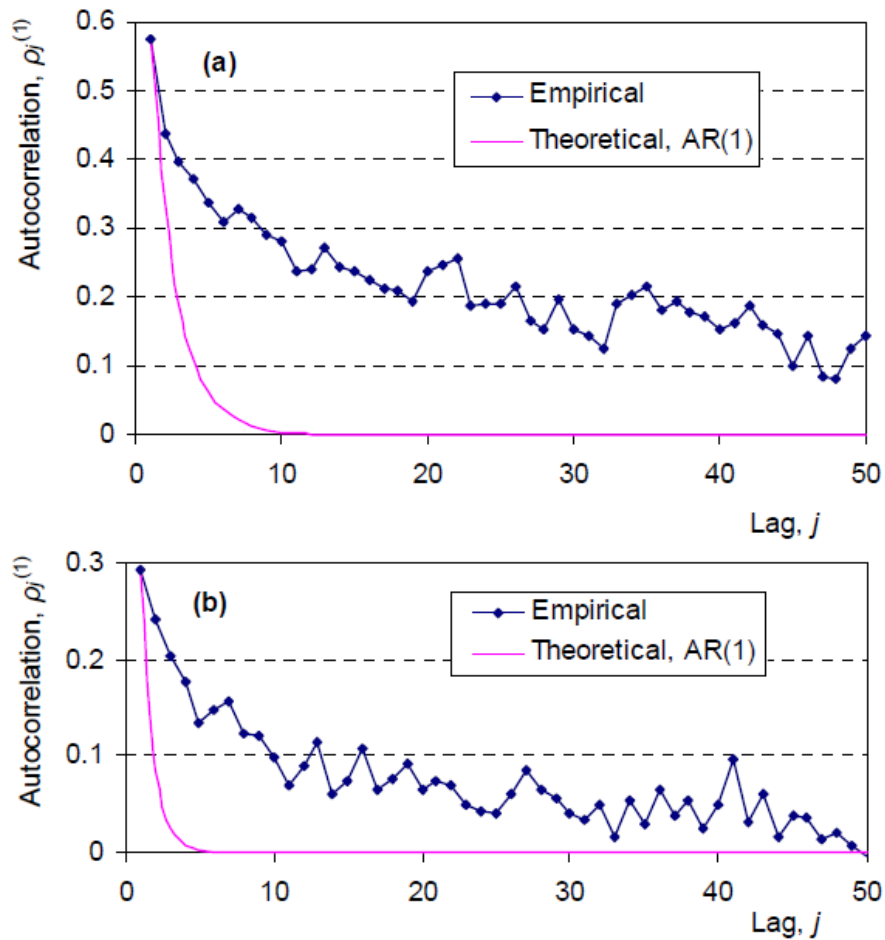 Autocorrelation, ρj(1)
0.6
0.5
0.4
0.3
0.2
0.1
0
(a)
Empirical
Theoretical, AR(1)
0 10 20 30 40 50
Lag, j
Autocorrelation, ρj(1)
0.3
0.2
0.1
0
(b)
Empirical
Theoretical, AR(1)
0 10 20 30 40 50
Lag, j